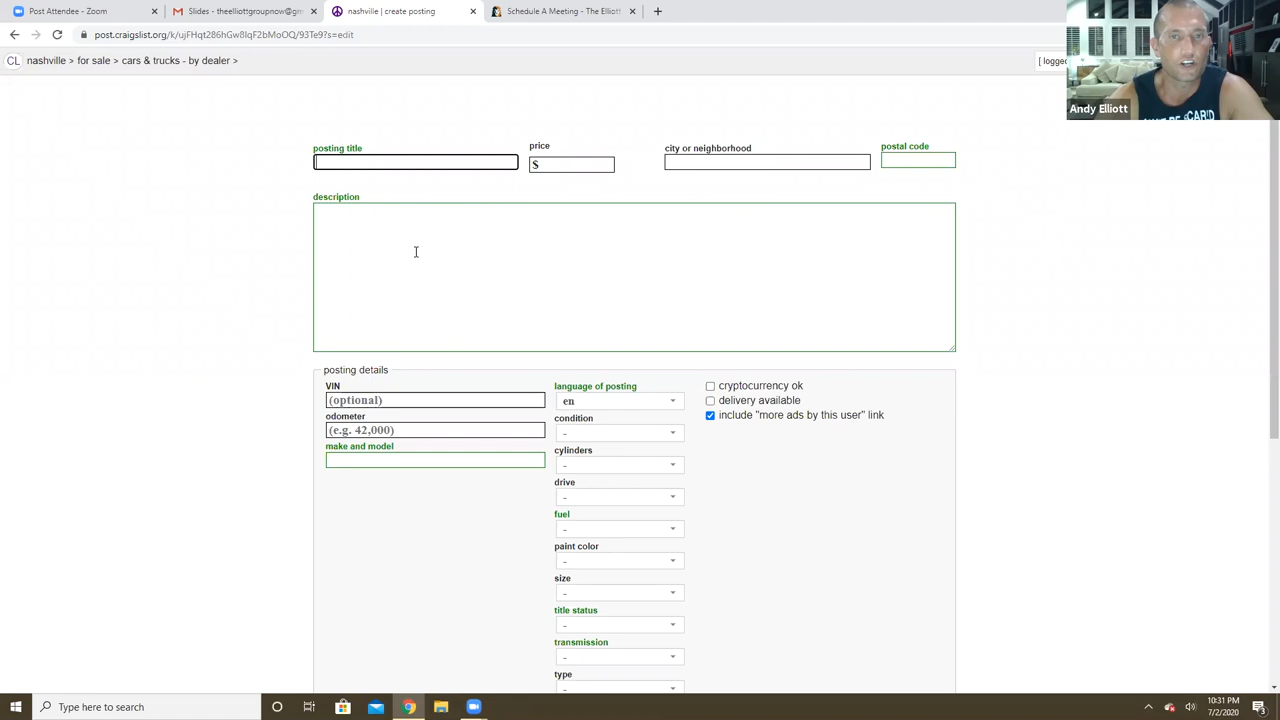 Post Attendee - Zoom
Slides - theelliottgroupnow@gm
nashville | create posting
Schedule A Meeting - The Elliott
post.craigslist.org/k/ujFHqr286hGw8IqF2bMoOQ/93Te9?s=edit
CL nashville > for sale > cars & trucks - by dealer >
[ logged
Andy Elliott
posting title
price
city or neighborhood
postal code
$
description
posting details
VIN
(optional)
odometer
(e.g. 42,000)
make and model
language of posting
en
condition
-
cylinders
-
drive
-
fuel
-
paint color
-
size
-
title status
-
transmission
-
type
-
cryptocurrency ok
delivery available
include "more ads by this user" link
Type here to search
10:31 PM
7/2/2020
3